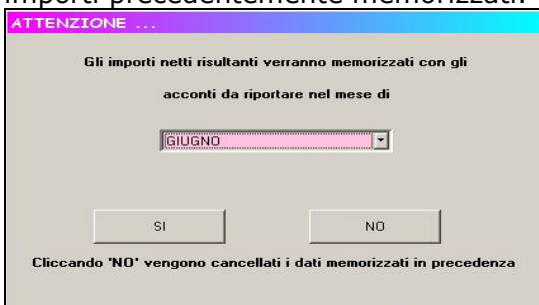 importi precedentemente memorizzati.
ATTENZIONE ...
Gli importi netti risultanti verranno memorizzati con gli
acconti da riportare nel mese di
GIUGNO
SI NO
Cliccando 'NO' vengono cancellati i dati memorizzati in precedenza